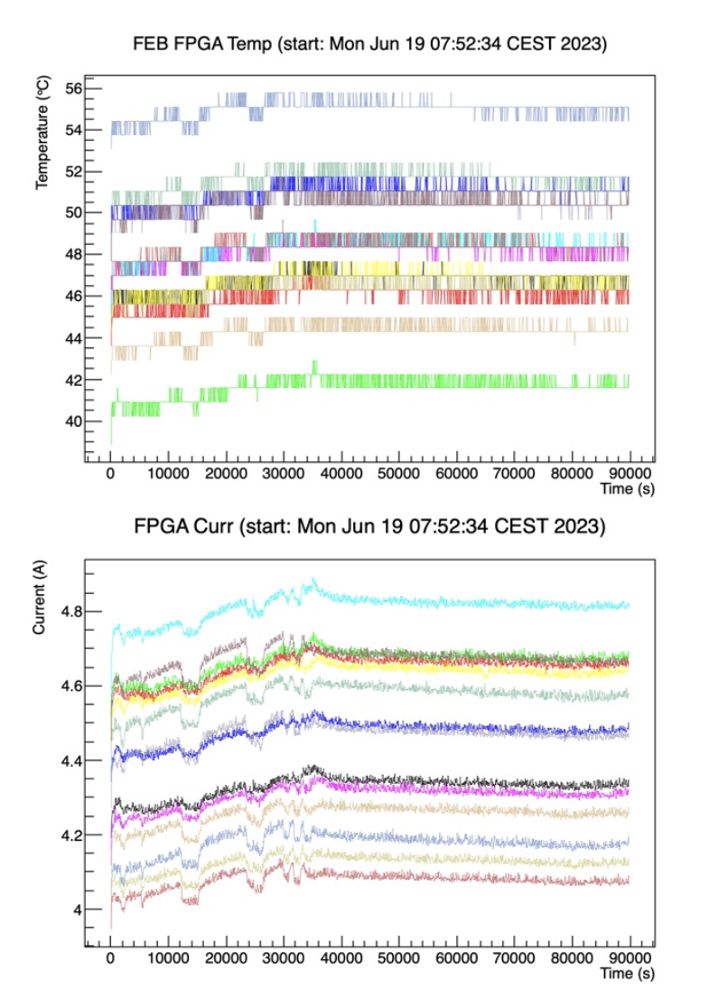 FEB FPGA Temp (start: Mon Jun 19 07:52:34 CEST 2023)
Temperature (°C)
56
54
52
50
48
46
44
42
40
0 10000 20000 30000 40000 50000 60000 70000 80000 90000
Time (s)
FPGA Curr (start: Mon Jun 19 07:52:34 CEST 2023)
Current (A)
4.8
4.6
4.4
4.2
4
0 10000 20000 30000 40000 50000 60000 70000 80000 90000
Time (s)